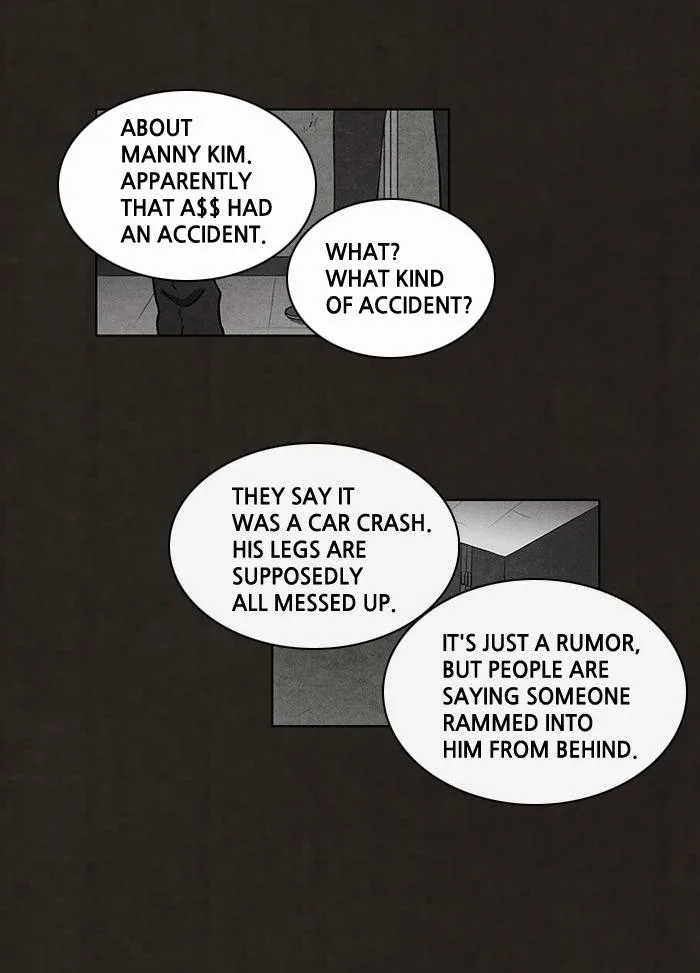 ABOUT
MANNY KIM.
APPARENTLY
THAT A$$ HAD
AN ACCIDENT.
WHAT?
WHAT KIND
OF ACCIDENT?
THEY SAY IT
WAS A CAR CRASH.
HIS LEGS ARE
SUPPOSEDLY
ALL MESSED UP.
IT'S JUST A RUMOR,
BUT PEOPLE ARE
SAYING SOMEONE
RAMMED INTO
HIM FROM BEHIND.